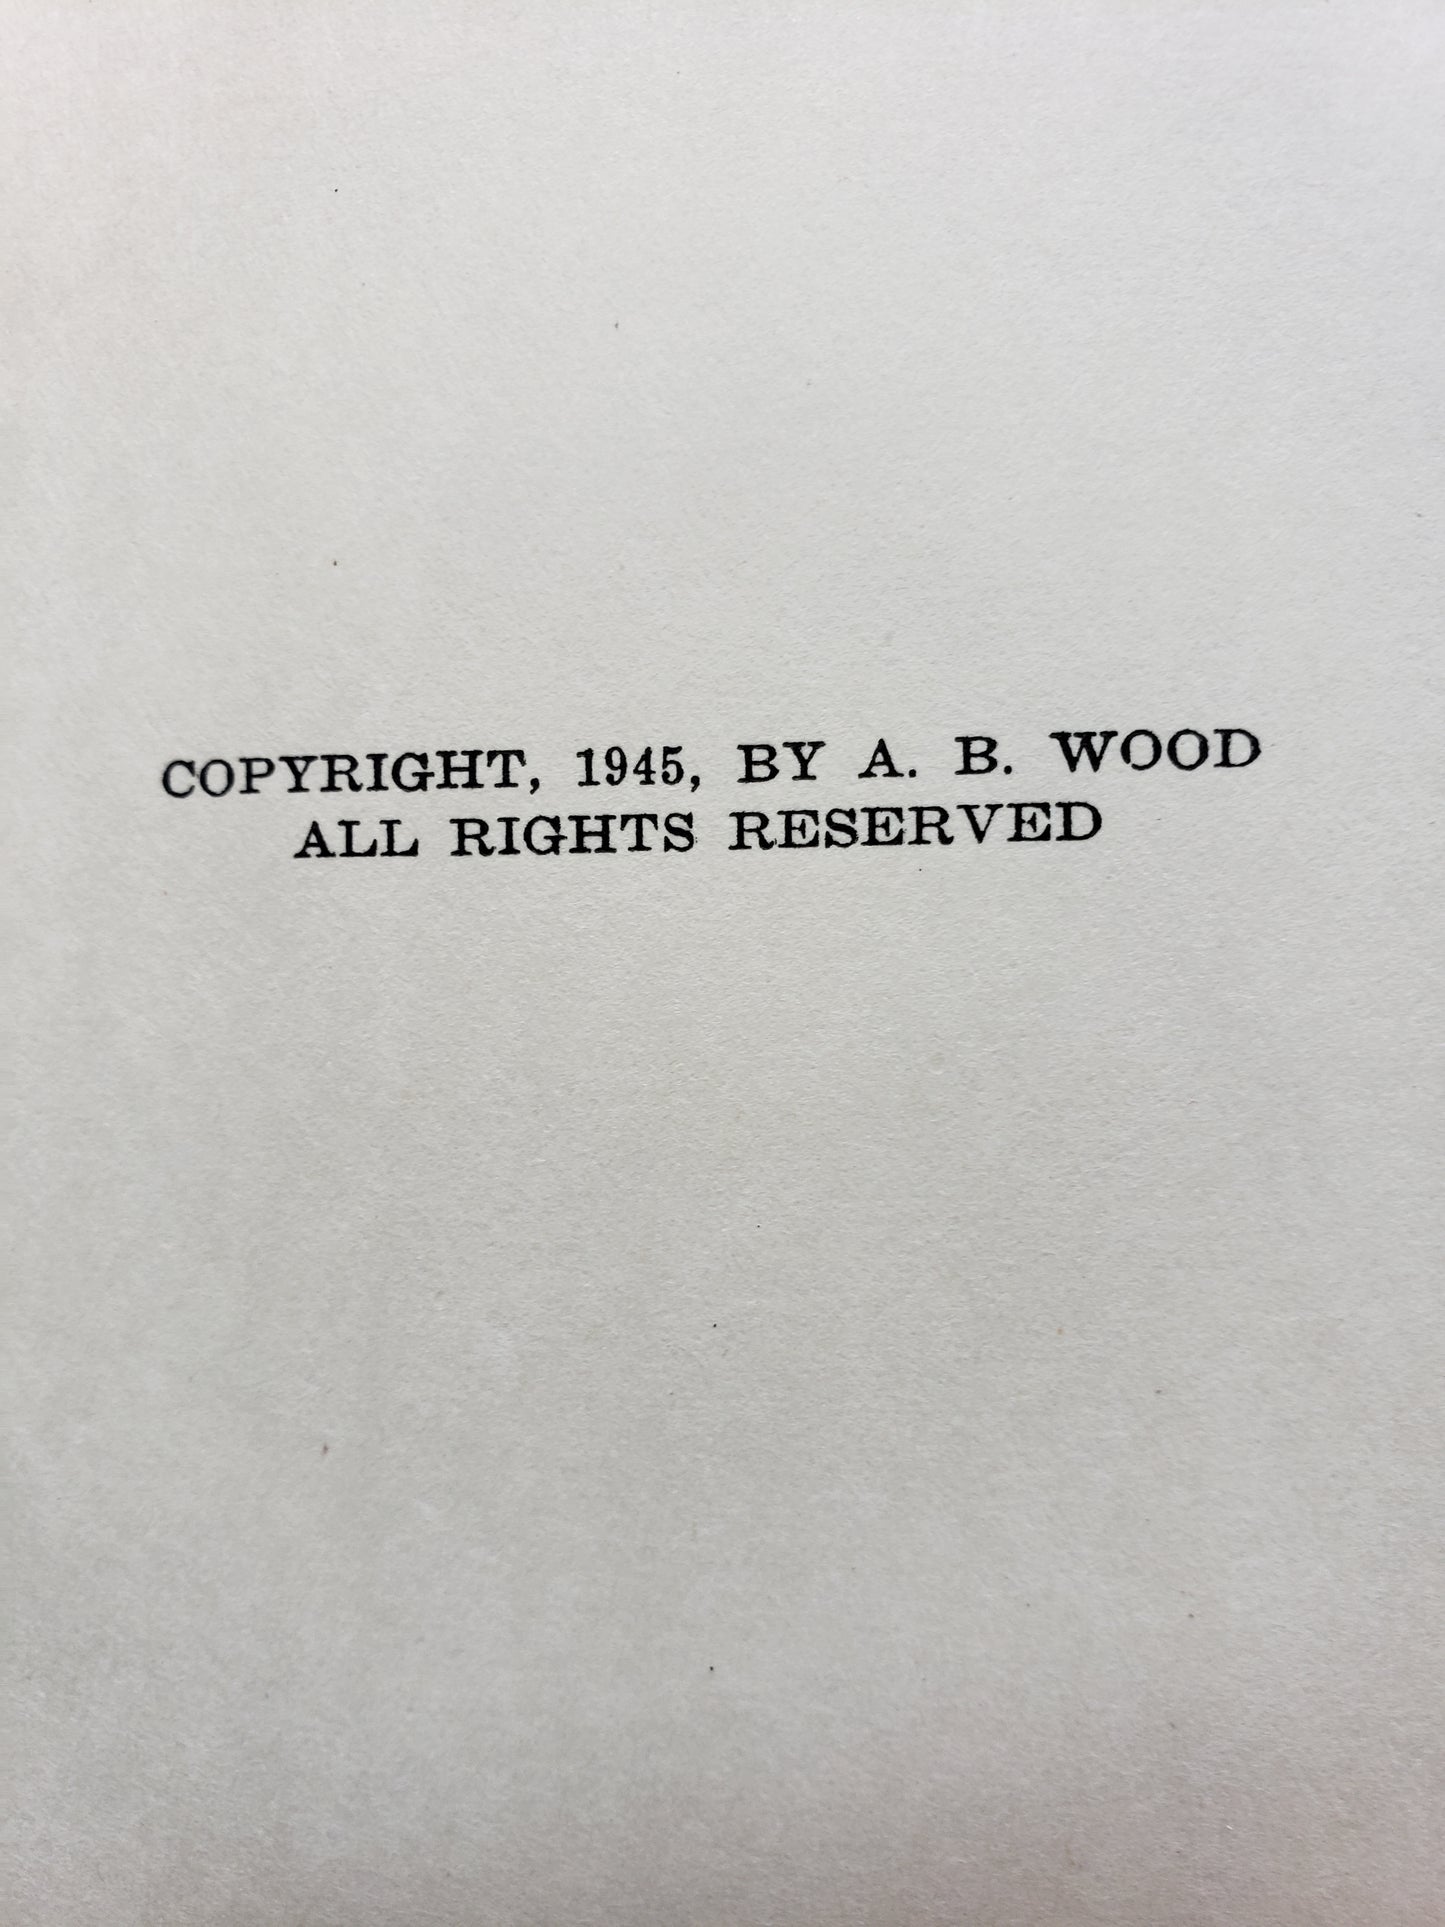 COPYRIGHT, 1945, BY A. B. WOOD
ALL RIGHTS RESERVED